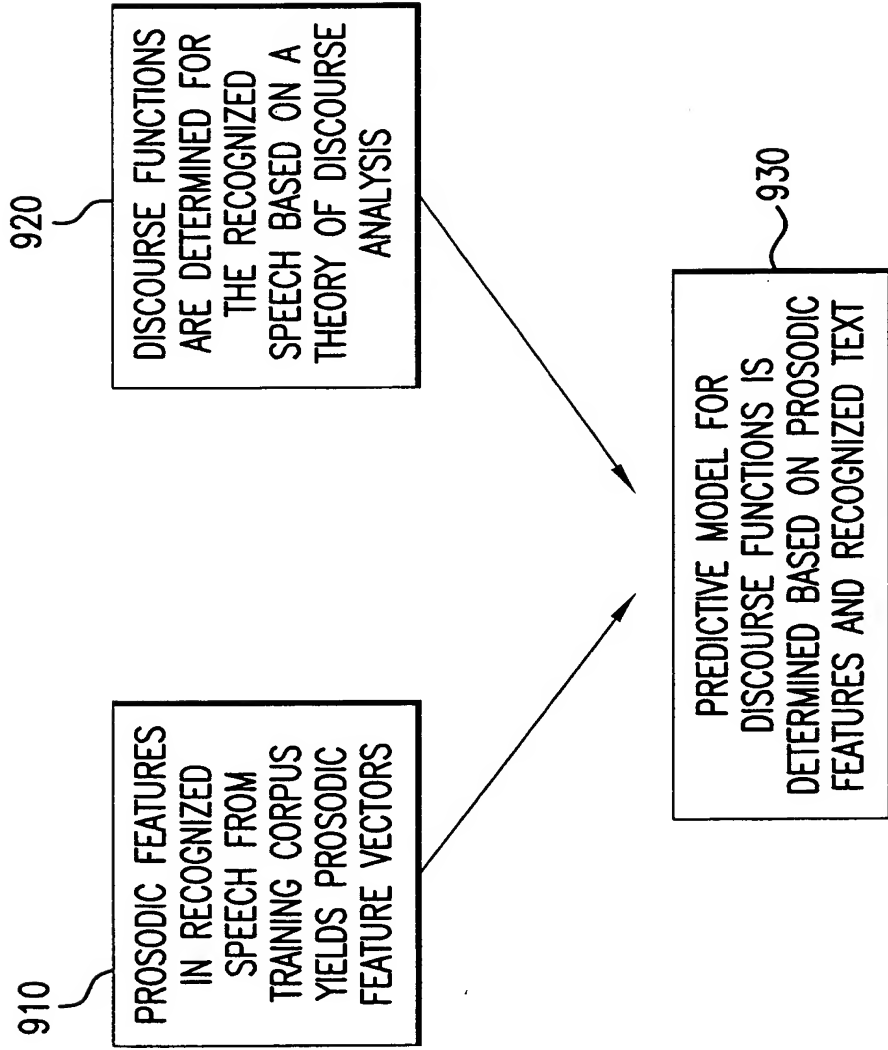 910
PROSODIC FEATURES
IN RECOGNIZED
SPEECH FROM
TRAINING CORPUS
YIELDS PROSODIC
FEATURE VECTORS
920
DISCOURSE FUNCTIONS
ARE DETERMINED FOR
THE RECOGNIZED
SPEECH BASED ON A
THEORY OF DISCOURSE
ANALYSIS
930
PREDICTIVE MODEL FOR
DISCOURSE FUNCTIONS IS
DETERMINED BASED ON PROSODIC
FEATURES AND RECOGNIZED TEXT